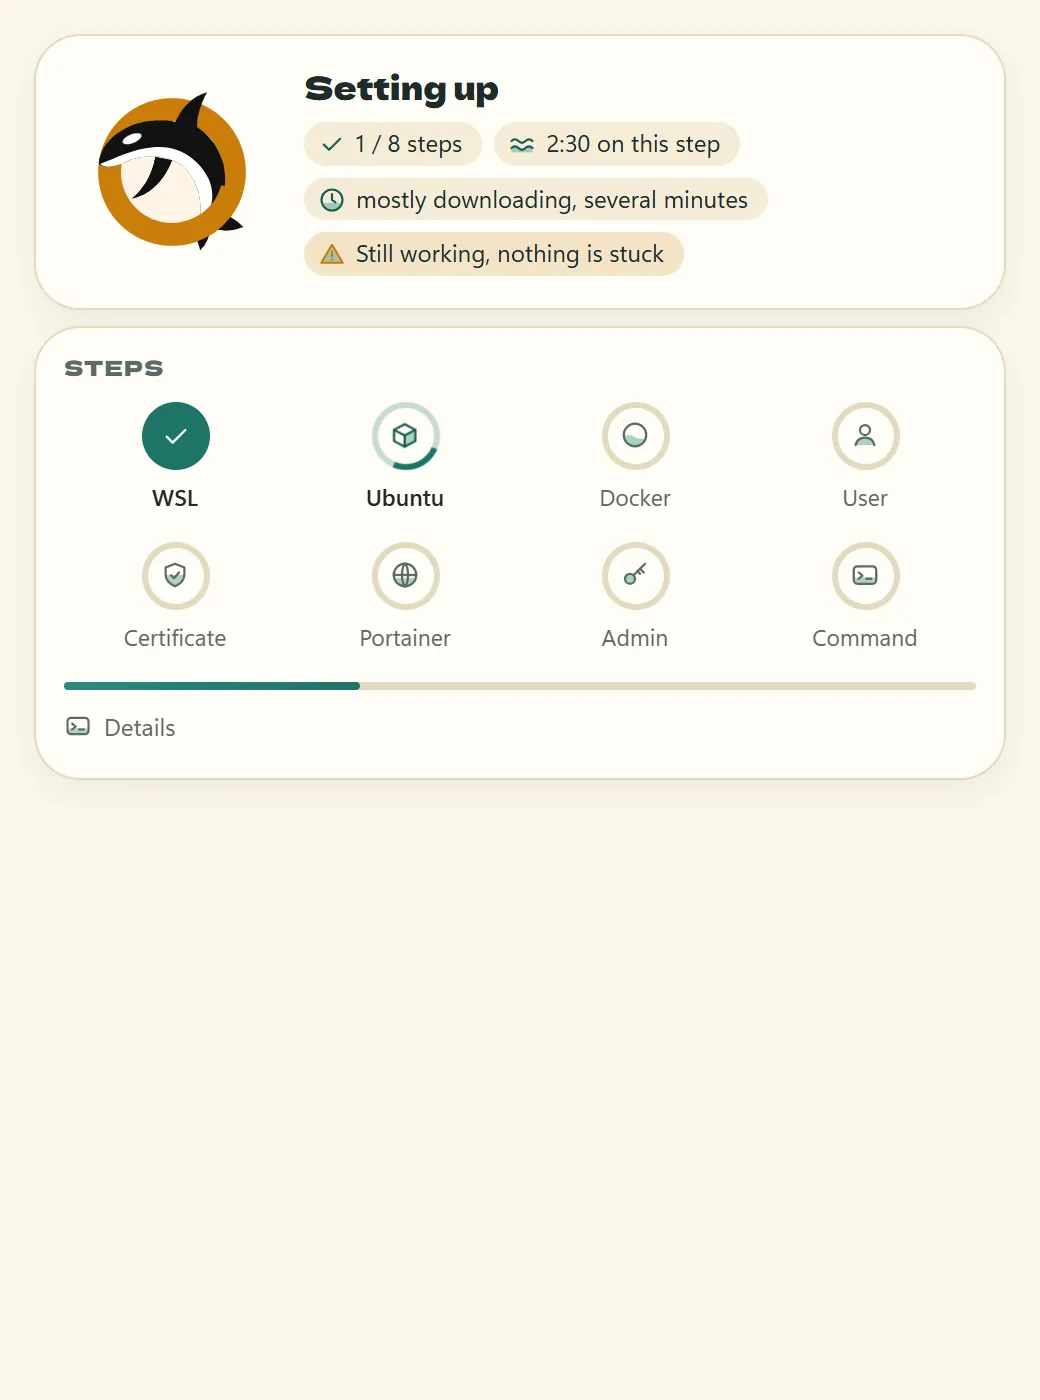 Setting up
1 / 8 steps
2:30 on this step
mostly downloading, several minutes
Still working, nothing is stuck
STEPS
WSL
Ubuntu
Docker
User
Certificate
Portainer
Admin
Command
Details